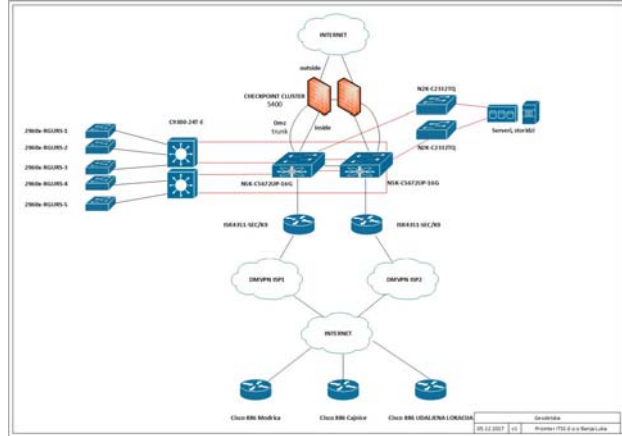 INTERNET
outside
CHECKPOINT CLUSTER
5400
N2K-C2332TQ
Serveri, storidzi
N2K-C2332TQ
Dmz
trunk
inside
C9300-24T-E
2960x-RGURS-1
2960x-RGURS-2
2960x-RGURS-3
2960x-RGURS-4
2960x-RGURS-5
N5K-C5672UP-16G
N5K-C5672UP-16G
ISR4351-SEC/K9
ISR4351-SEC/K9
DMVPN ISP1
DMVPN ISP2
INTERNET
Cisco 886 Modrka
Cisco 886 Cajnice
Cisco 886 UDALJENA LOKACIJA
Geodetska
05.12.2017
v1
Prointer ITSS d.o.o Banja Luka